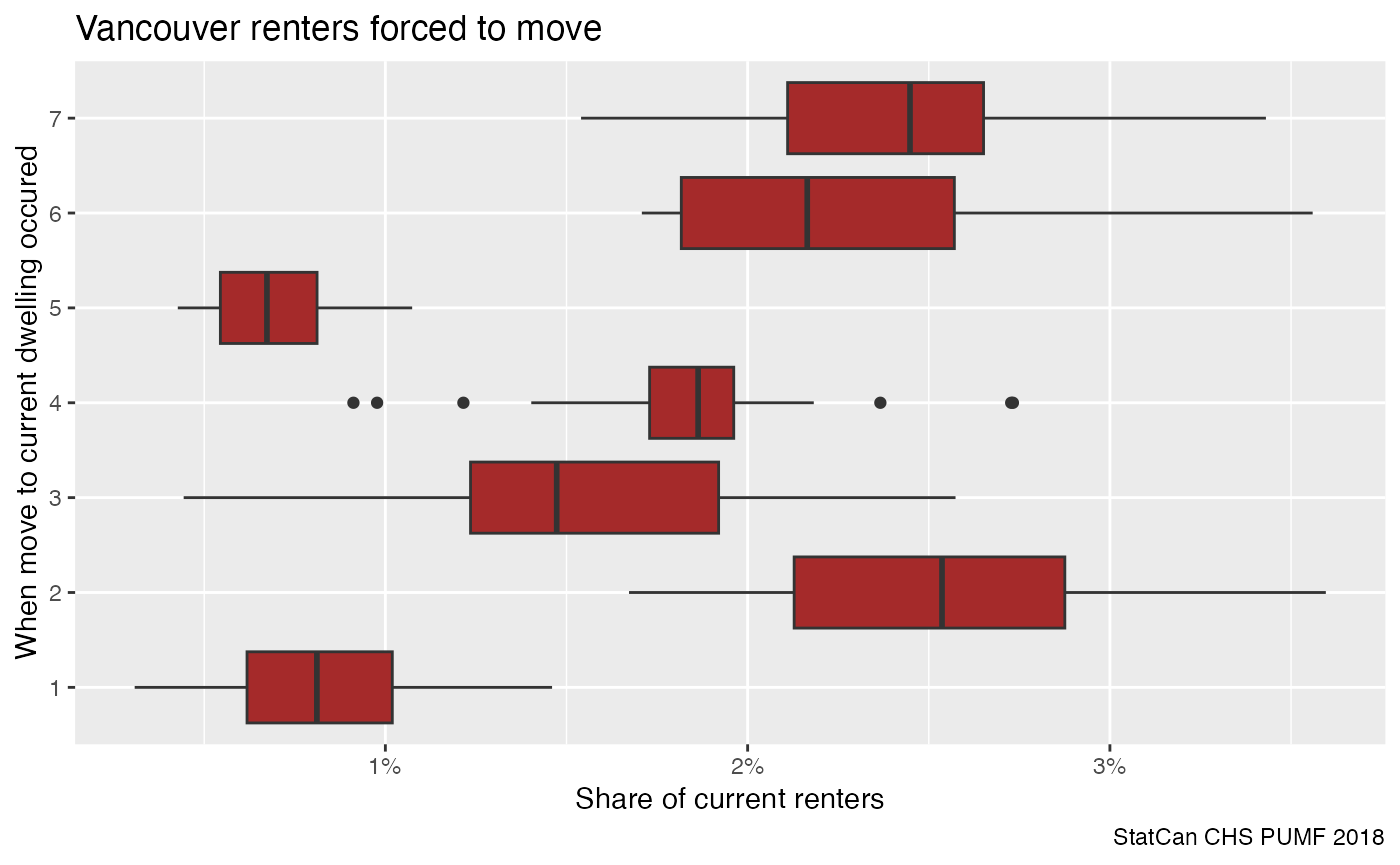 Vancouver renters forced to move
When move to current dwelling occured
7
6
5
4
3
2
1
1%
2%
3%
Share of current renters
StatCan CHS PUMF 2018